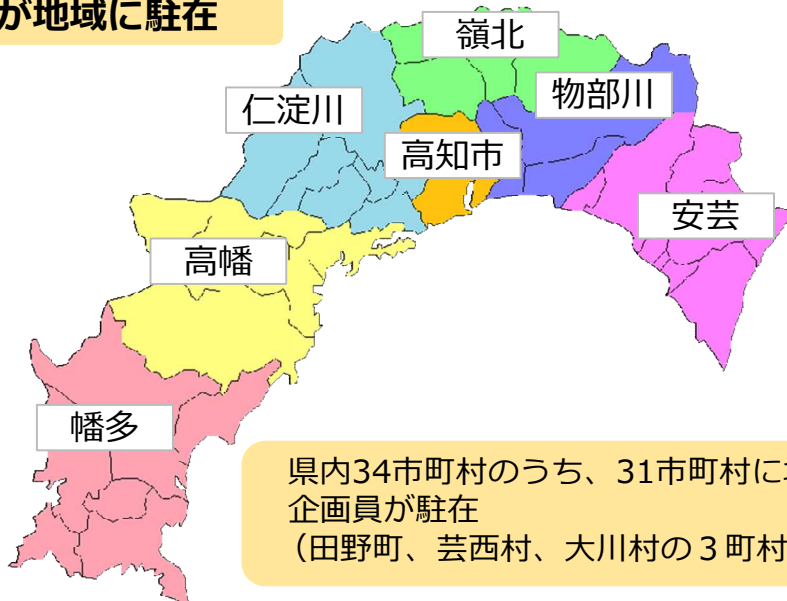 が地域に駐在
嶺北
物部川
仁淀川
高知市
安芸
高幡
幡多
県内34市町村のうち、31市町村に
企画員が駐在
（田野町、芸西村、大川村の３町村